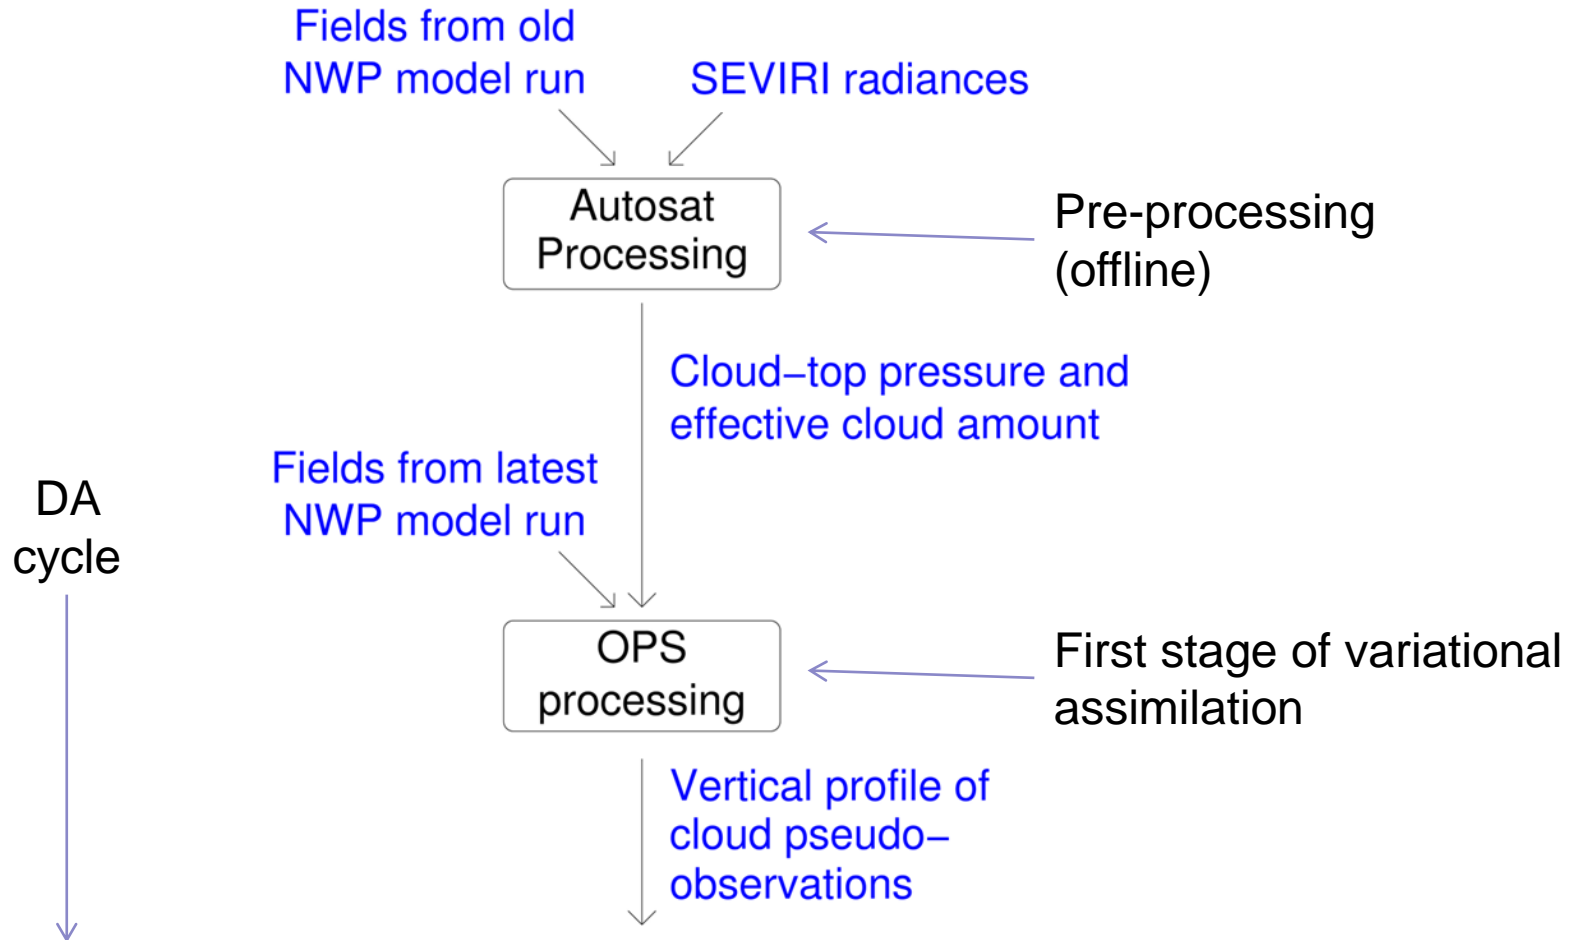 Fields from old
NWP model run
SEVIRI radiances
Autosat
Processing
Pre-processing
(offline)
Cloud−top pressure and
effective cloud amount
Fields from latest
NWP model run
DA
cycle
OPS
processing
First stage of variational
assimilation
Vertical profile of
cloud pseudo−
observations